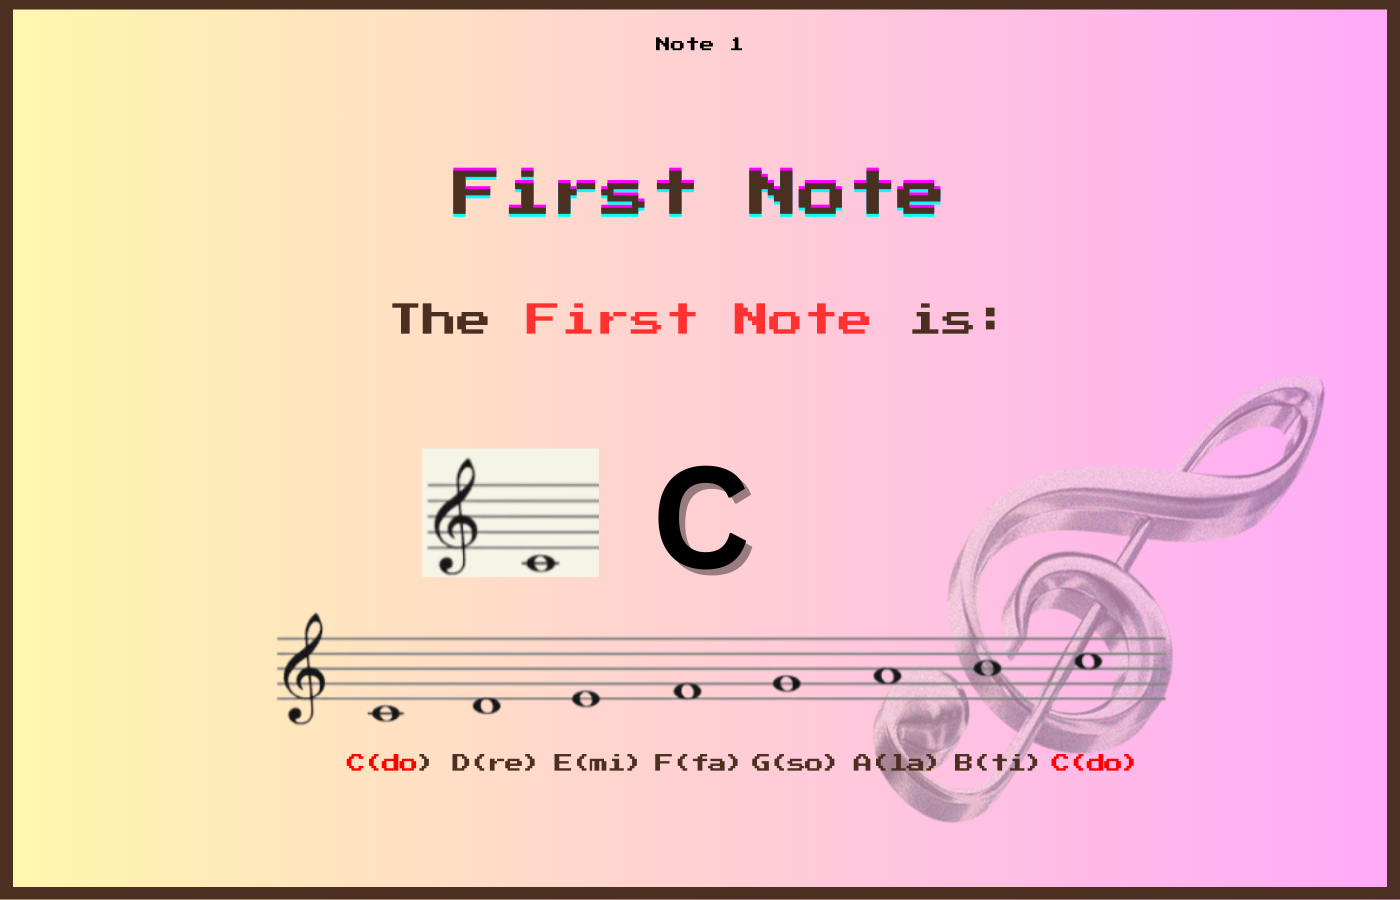 Note 1
First Note
The First Note is:
C
C(do) D(re) E(mi) F(fa) G(so) A(la) B(ti) C(do)